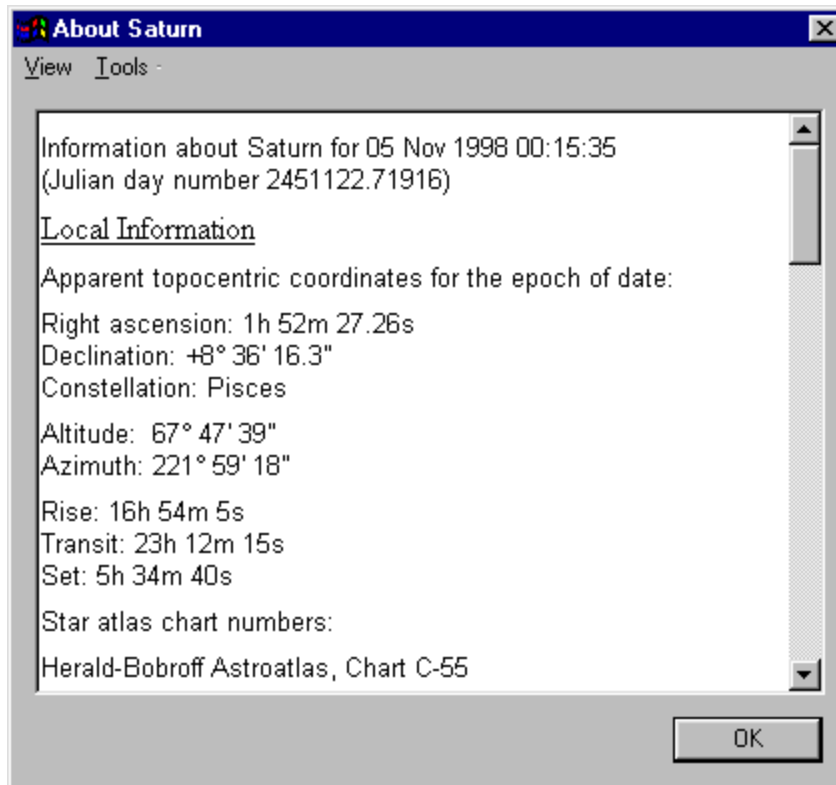 About Saturn
View Tools
Information about Saturn for 05 Nov 1998 00:15:35
(Julian day number 2451122.71916)
Local Information
Apparent topocentric coordinates for the epoch of date:
Right ascension: 1h 52m 27.26s
Declination: +8° 36' 16.3"
Constellation: Pisces
Altitude: 67° 47' 39"
Azimuth: 221° 59' 18"
Rise: 16h 54m 5s
Transit: 23h 12m 15s
Set: 5h 34m 40s
Star atlas chart numbers:
Herald-Bobroff Astroatlas, Chart C-55
OK